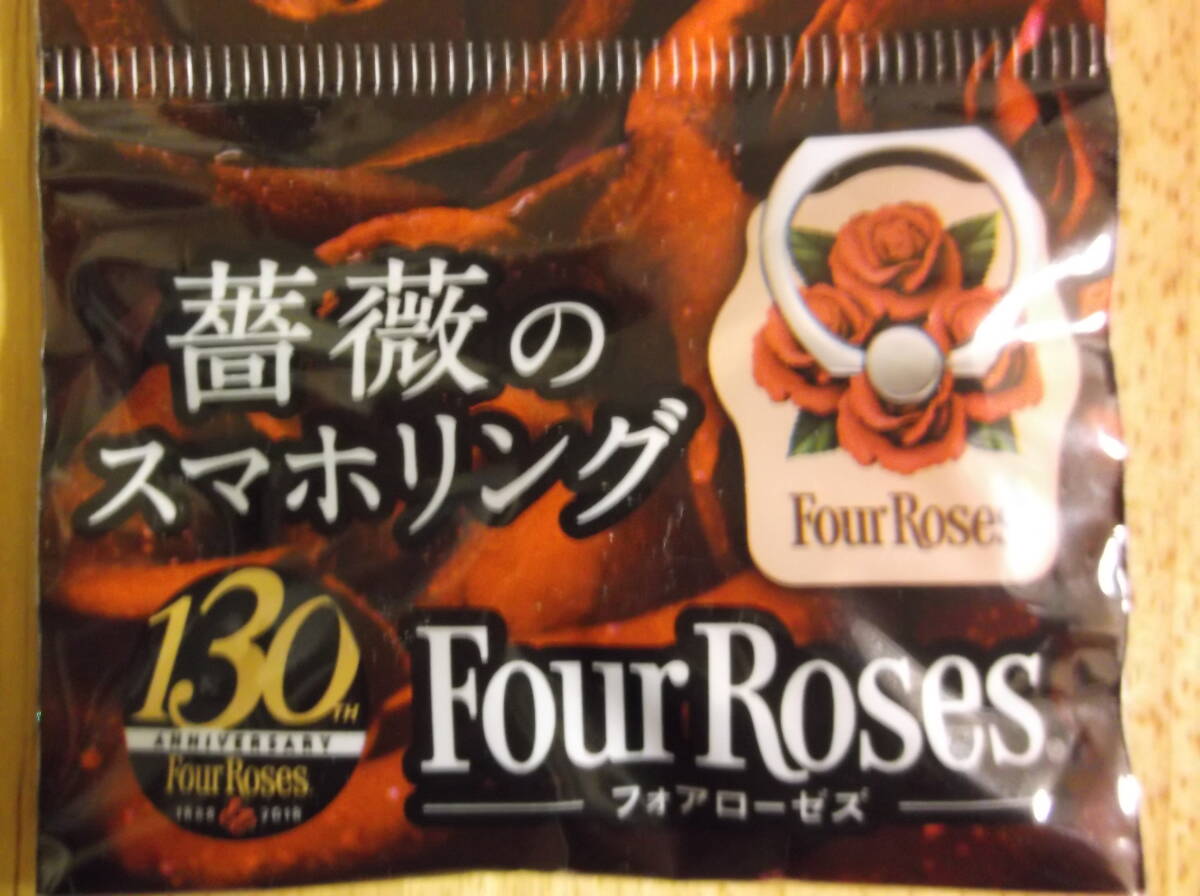 薔薇の
スマホリング
Four Roses
130TH
ANNIVERSARY
Four Roses
1888 2018
Four Roses
フォアローゼズ